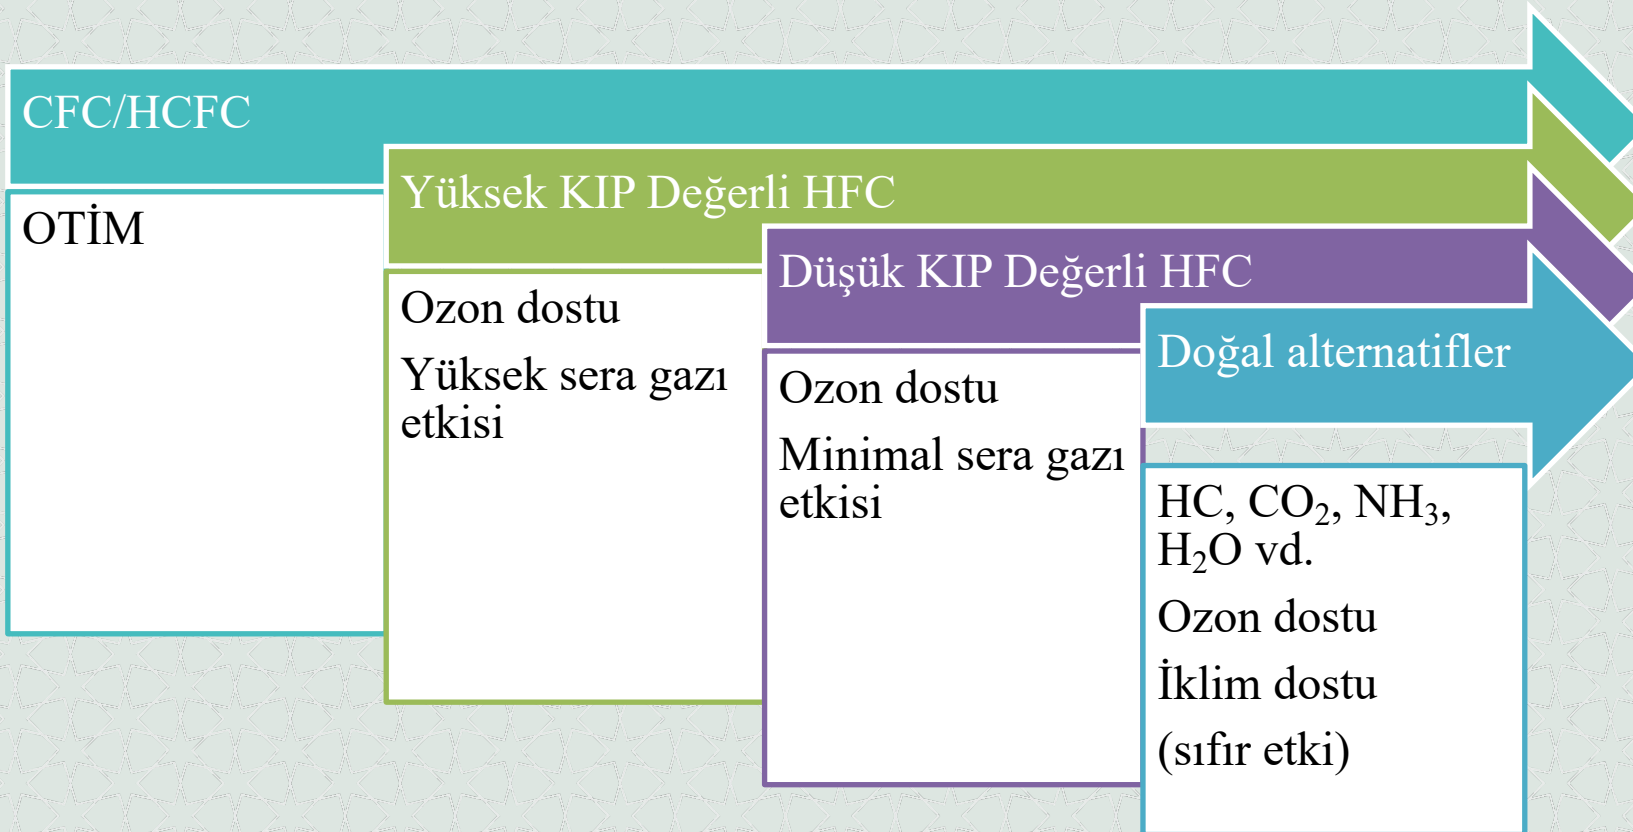 CFC/HCFC
OTİM
Yüksek KIP Değerli HFC
Ozon dostu
Yüksek sera gazı
etkisi
Düşük KIP Değerli HFC
Ozon dostu
Minimal sera gazı
etkisi
Doğal alternatifler
HC, CO₂, NH₃,
H₂O vd.
Ozon dostu
İklim dostu
(sıfır etki)